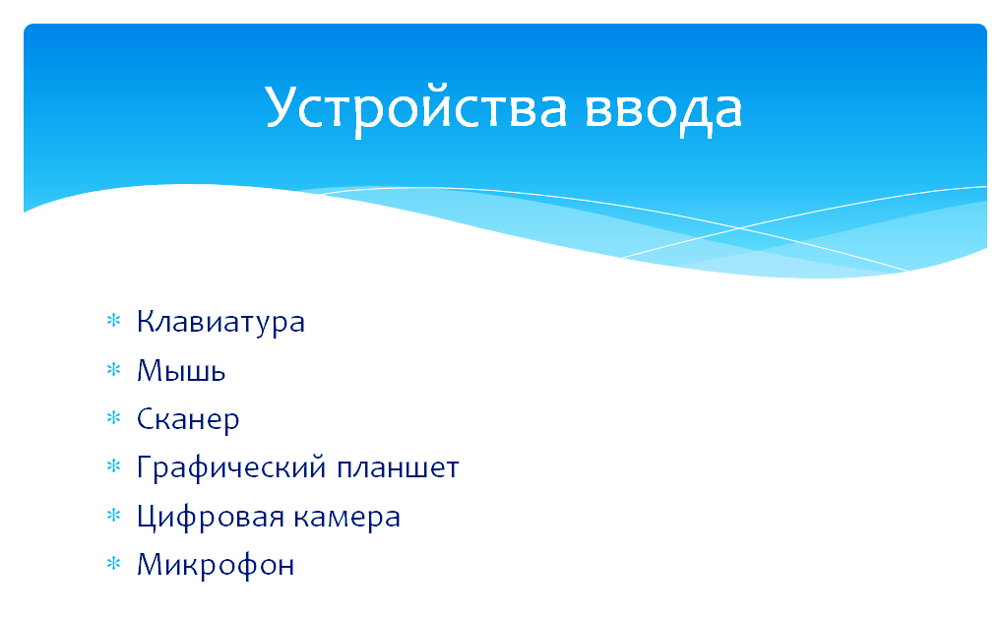 Устройства ввода
Клавиатура
Мышь
Сканер
Графический планшет
Цифровая камера
Микрофон